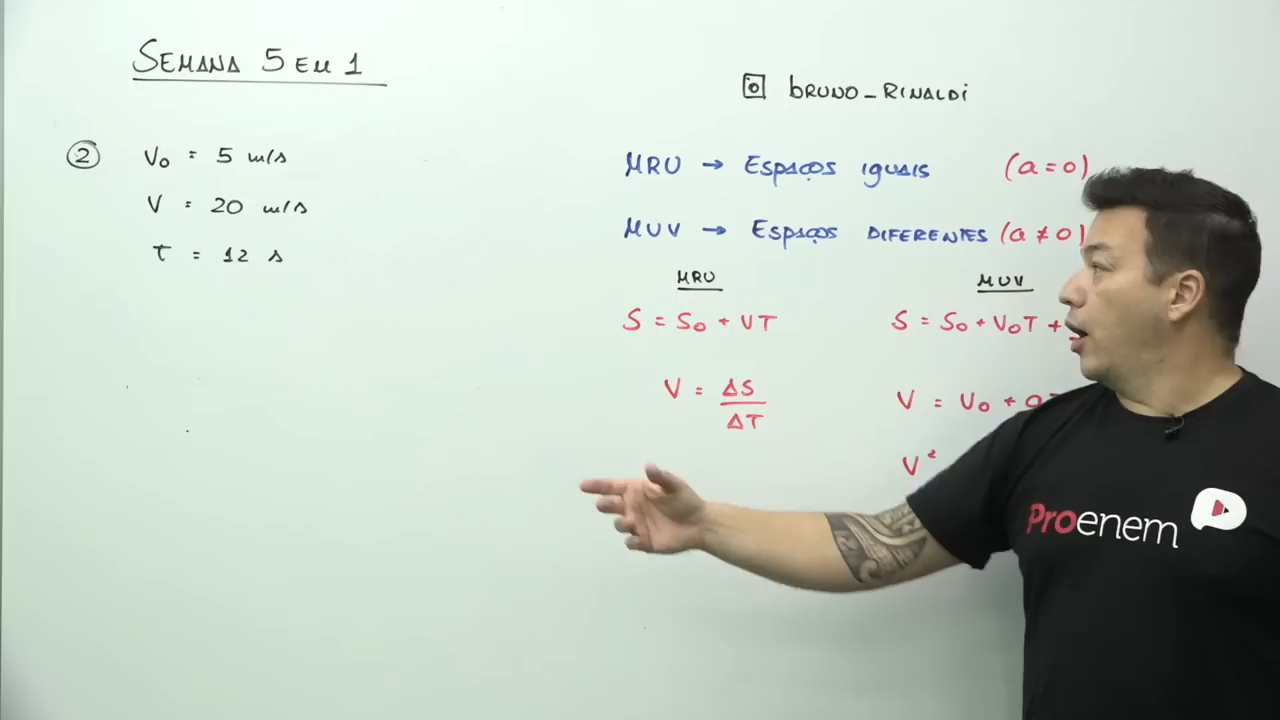 SEMANA 5 EM 1
bruno_RiNALDi
② V₀ = 5 m/s
V = 20 m/s
T = 12 s
MRU → Espaços iguais (a = 0)
MUV → Espaços DIFERENTES (a ≠ 0)
MRU
S = S₀ + VT
V = ΔS / ΔT
MUV
S = S₀ + V₀T +
V = V₀ +
V²
Proenem